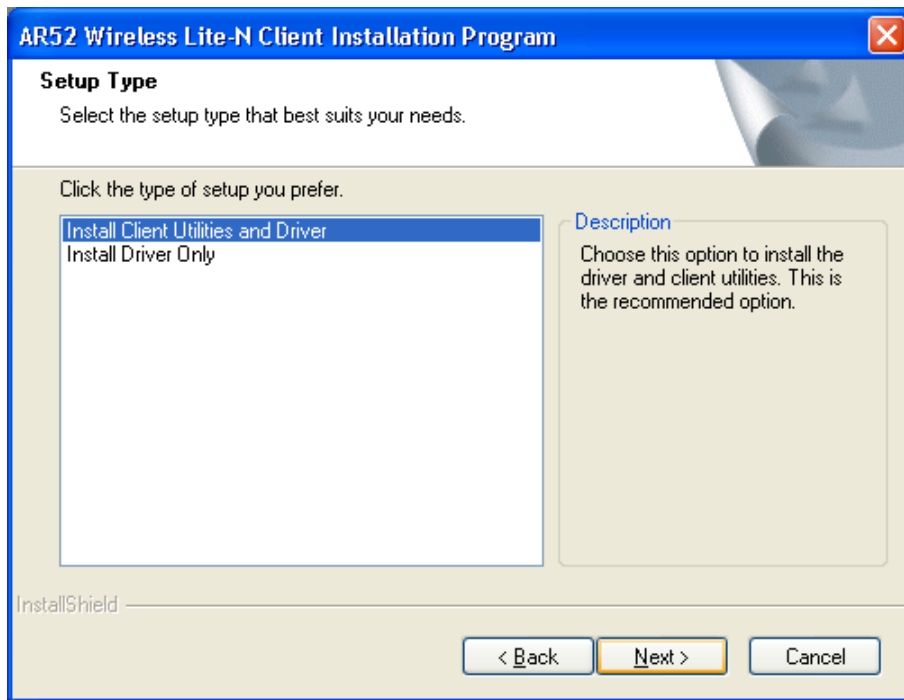 AR52 Wireless Lite-N Client Installation Program
Setup Type
Select the setup type that best suits your needs.
Click the type of setup you prefer.
Install Client Utilities and Driver
Install Driver Only
Description
Choose this option to install the
driver and client utilities. This is
the recommended option.
InstallShield
< Back
Next >
Cancel